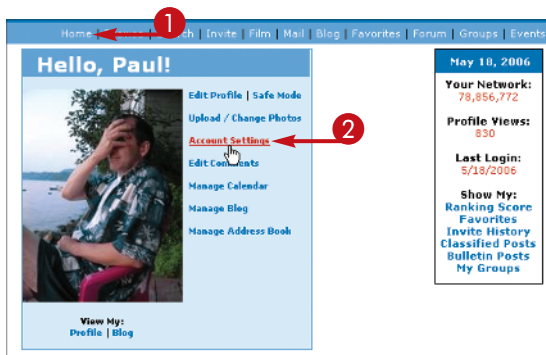 1
Home | Browse | Search | Invite | Film | Mail | Blog | Favorites | Forum | Groups | Events
Hello, Paul!
Edit Profile | Safe Mode
Upload / Change Photos
Account Settings
2
Edit Comments
Manage Calendar
Manage Blog
Manage Address Book
View My:
Profile | Blog
May 18, 2006
Your Network:
78,856,772
Profile Views:
830
Last Login:
5/18/2006
Show My:
Ranking Score
Favorites
Invite History
Classified Posts
Bulletin Posts
My Groups